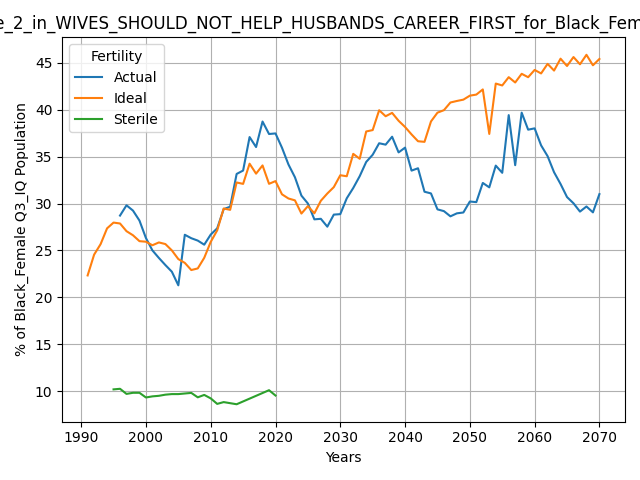 e_2_in_WIVES_SHOULD_NOT_HELP_HUSBANDS_CAREER_FIRST_for_Black_Fem
Fertility
Actual
Ideal
Sterile
% of Black_Female Q3_IQ Population
45
40
35
30
25
20
15
10
1990 2000 2010 2020 2030 2040 2050 2060 2070
Years